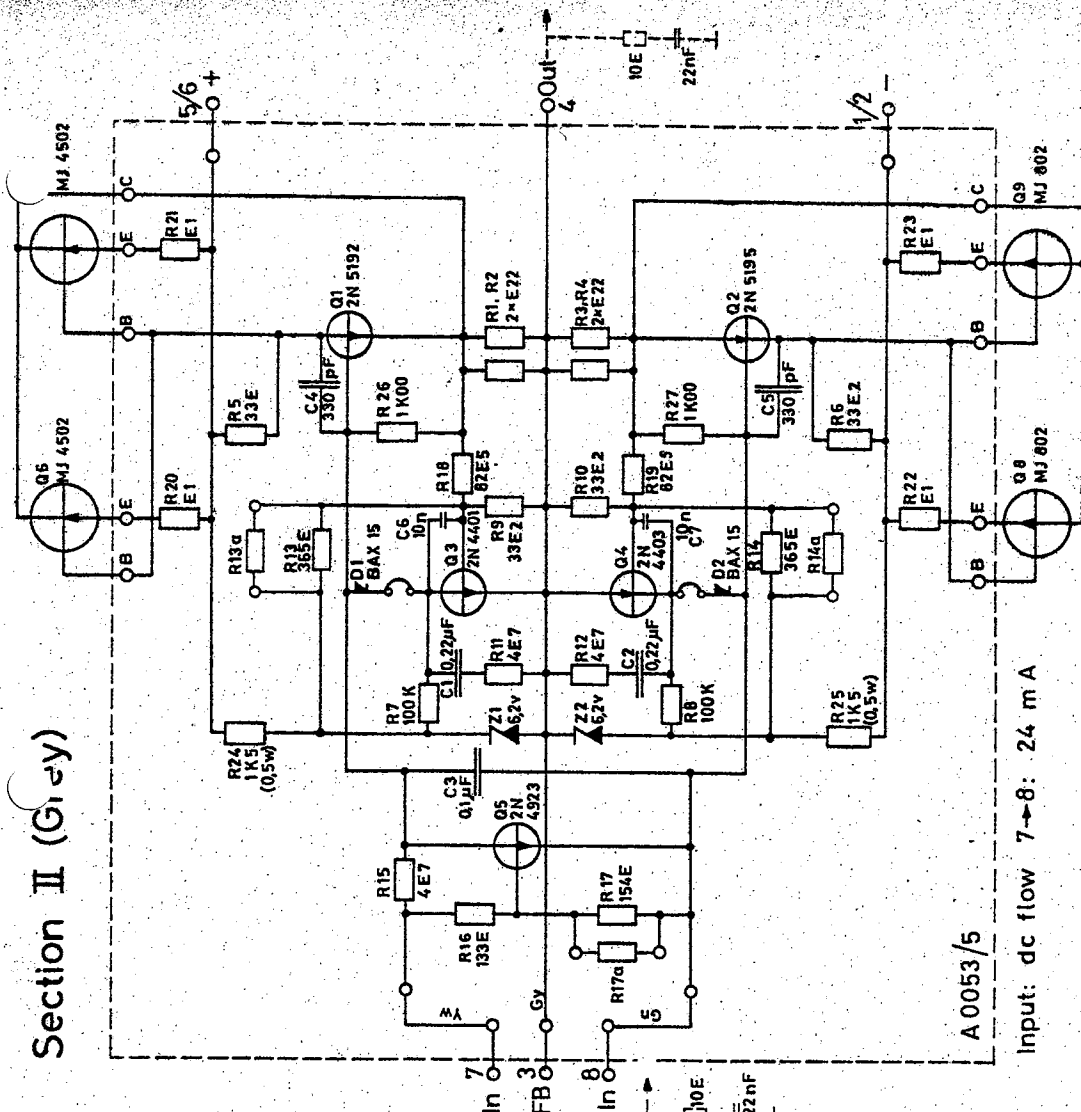 Section II (Gr y)
MJ 4502
5/6 +
Out
4
10E
22nF
1/2 -
Q6
MJ 4502
B
E
B
E
C
R20
E1
R21
E1
R5
33E
R13a
R13
365E
R24
1K5
(0,5w)
C4
330 pF
Q1
2N 5192
R26
1K00
R18
82E5
R1, R2
2×E22
R3,R4
2×E22
D1
BAX 15
C6
10n
Q3
2N 4401
R9
33E2
R10
33E2
R19
82E5
R27
1K00
Q2
2N 5195
C5
330 pF
Q4
2N
4403
10n
C7
D2
BAX 15
R7
100K
C1
0,22µF
R11
4E7
R12
4E7
C2
0,22µF
R8
100K
Z1
6,2v
Z2
6,2v
C3
0,1µF
Q5
2N
4923
R15
4E7
R16
133E
R17
154E
R17a
R14
365E
R14a
R25
1K5
(0,5w)
R6
33E2
R22
E1
R23
E1
B
E
B
E
C
Q8
MJ 802
Q9
MJ 802
Yw
Gy
Gn
In 7
FB 3
In 8
10E
22nF
A 0053/5
Input: dc flow 7→8: 24 mA